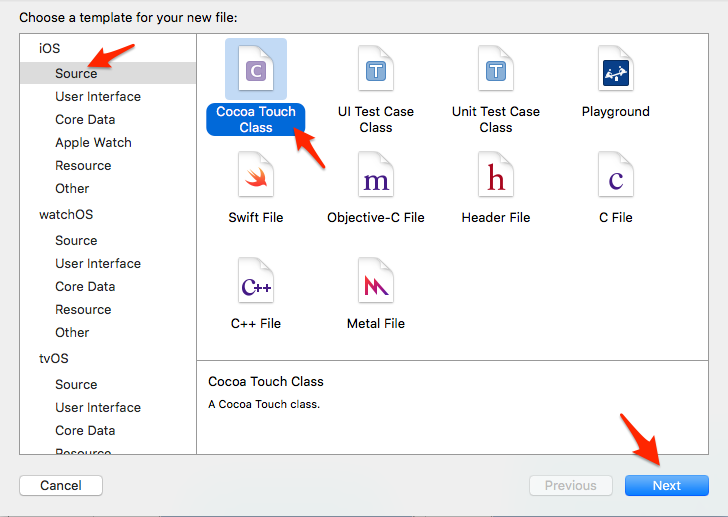 Choose a template for your new file:
iOS
Source
User Interface
Core Data
Apple Watch
Resource
Other
watchOS
Source
User Interface
Core Data
Resource
Other
tvOS
Source
User Interface
Core Data
Resource
C
Cocoa Touch
Class
T
UI Test Case
Class
T
Unit Test Case
Class
Playground
Swift File
m
Objective-C File
h
Header File
c
C File
C++
C++ File
Metal File
Cocoa Touch Class
A Cocoa Touch class.
Cancel
Previous
Next